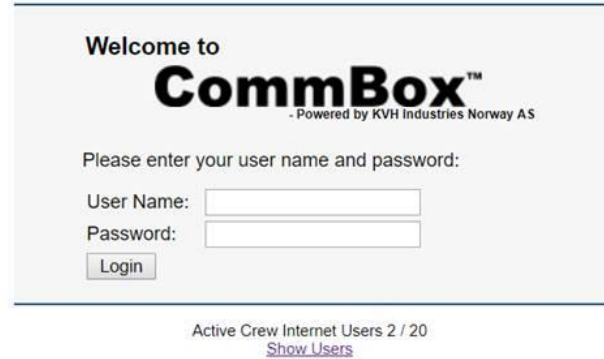 Welcome to
CommBox™
- Powered by KVH Industries Norway AS
Please enter your user name and password:
User Name:
Password:
Login
Active Crew Internet Users 2 / 20
Show Users